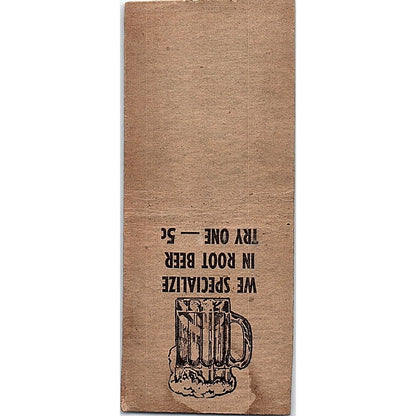 WE SPECIALIZE
IN ROOT BEER
TRY ONE — 5c